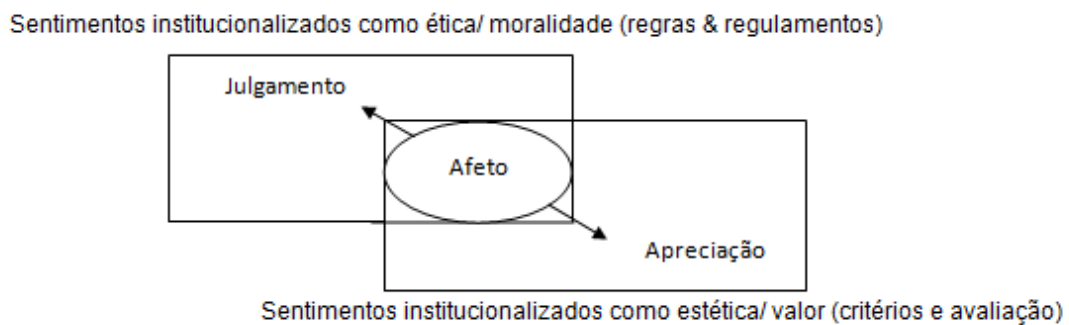 Sentimentos institucionalizados como ética/ moralidade (regras & regulamentos)
Julgamento
Afeto
Apreciação
Sentimentos institucionalizados como estética/ valor (critérios e avaliação)